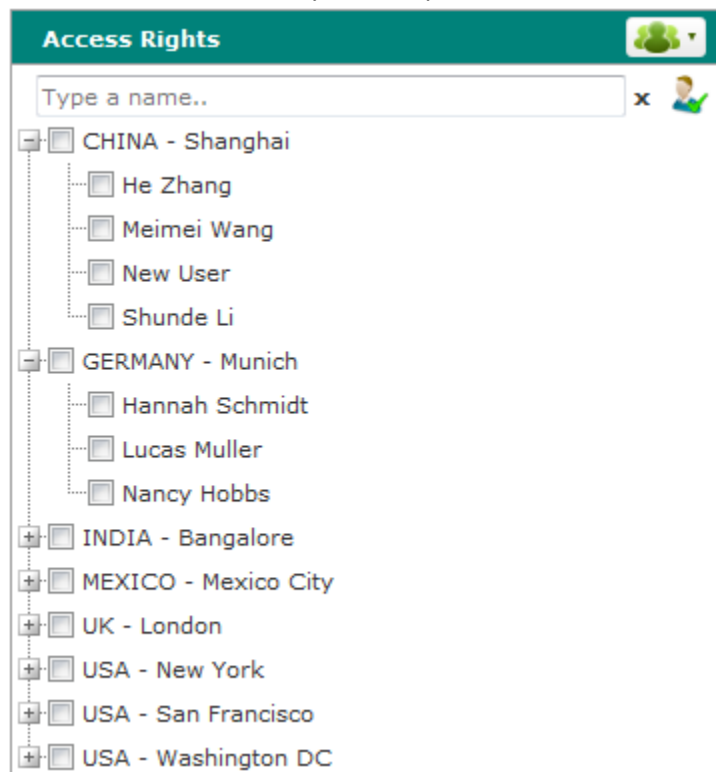 Access Rights
Type a name..
x
CHINA - Shanghai
He Zhang
Meimei Wang
New User
Shunde Li
GERMANY - Munich
Hannah Schmidt
Lucas Muller
Nancy Hobbs
INDIA - Bangalore
MEXICO - Mexico City
UK - London
USA - New York
USA - San Francisco
USA - Washington DC